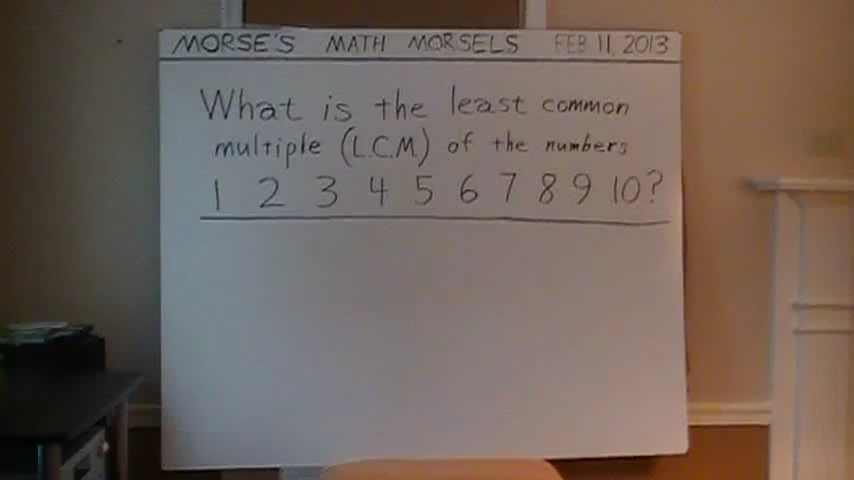 MORSE'S MATH MORSELS FEB 11, 2013
What is the least common
multiple (L.C.M) of the numbers
1 2 3 4 5 6 7 8 9 10?